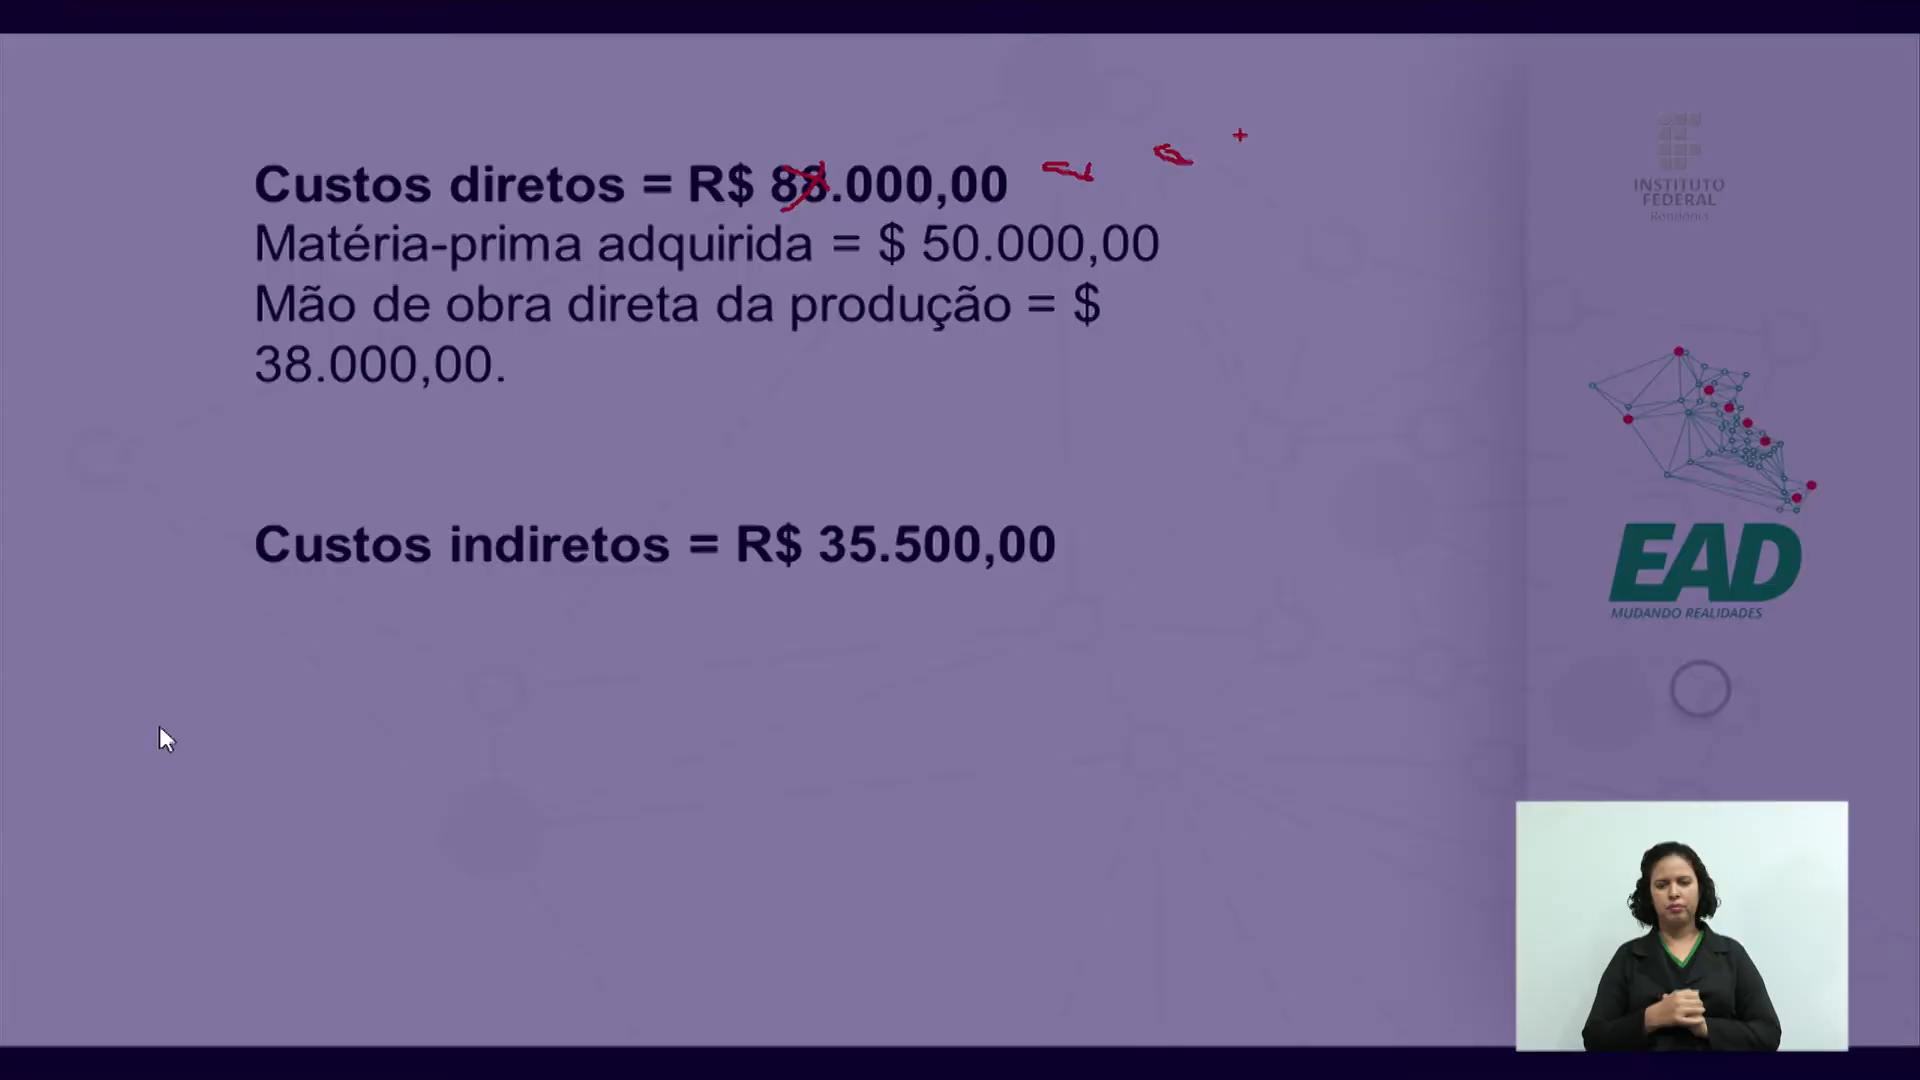 Custos diretos = R$ 88.000,00
Matéria-prima adquirida = $ 50.000,00
Mão de obra direta da produção = $
38.000,00.
Custos indiretos = R$ 35.500,00
INSTITUTO
FEDERAL
Rondônia
EAD
MUDANDO REALIDADES